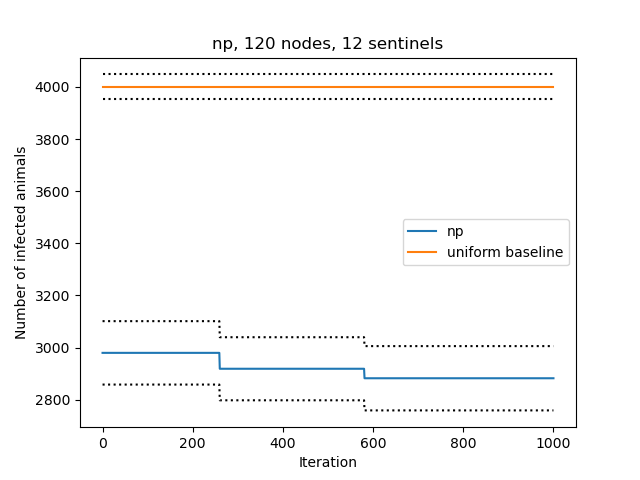 np, 120 nodes, 12 sentinels
Number of infected animals
4000
3800
3600
3400
3200
3000
2800
np
uniform baseline
0
200
400
600
800
1000
Iteration